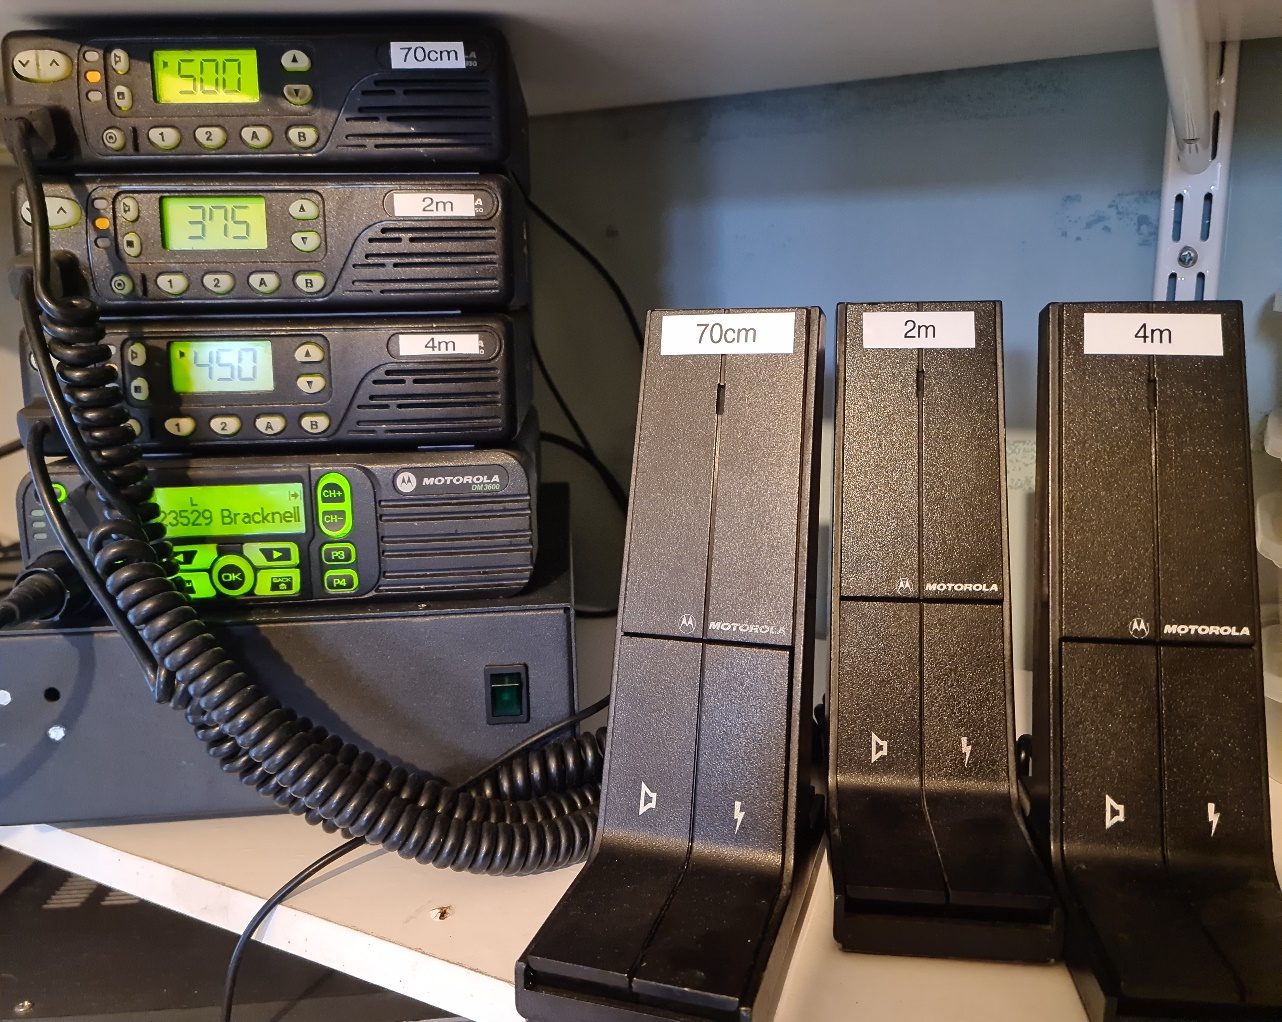 70cm
500
1 2 A B
2m
375
1 2 A B
4m
450
1 2 A B
MOTOROLA
DM 3600
L
23529 Bracknell
CH+
CH-
P3
OK
BACK
P4
70cm
MOTOROLA
2m
MOTOROLA
4m
MOTOROLA